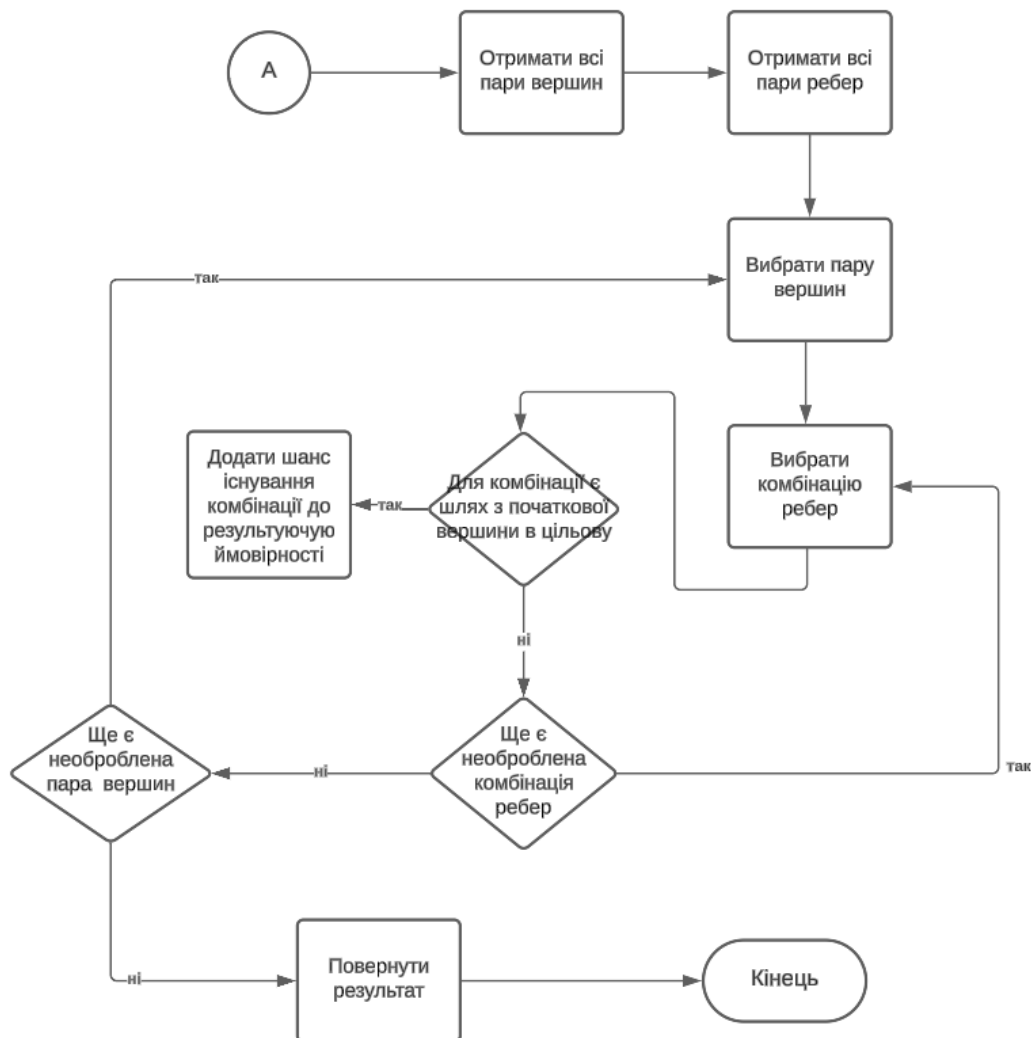 А
Отримати всі
пари вершин
Отримати всі
пари ребер
так
Вибрати пару
вершин
Додати шанс
існування
комбінації до
результуючую
ймовірності
так
Для комбінації є
шлях з початкової
вершини в цільову
Вибрати
комбінацію
ребер
ні
Ще є
необроблена
пара вершин
ні
Ще є
необроблена
комбінація
ребер
так
ні
Повернути
результат
Кінець